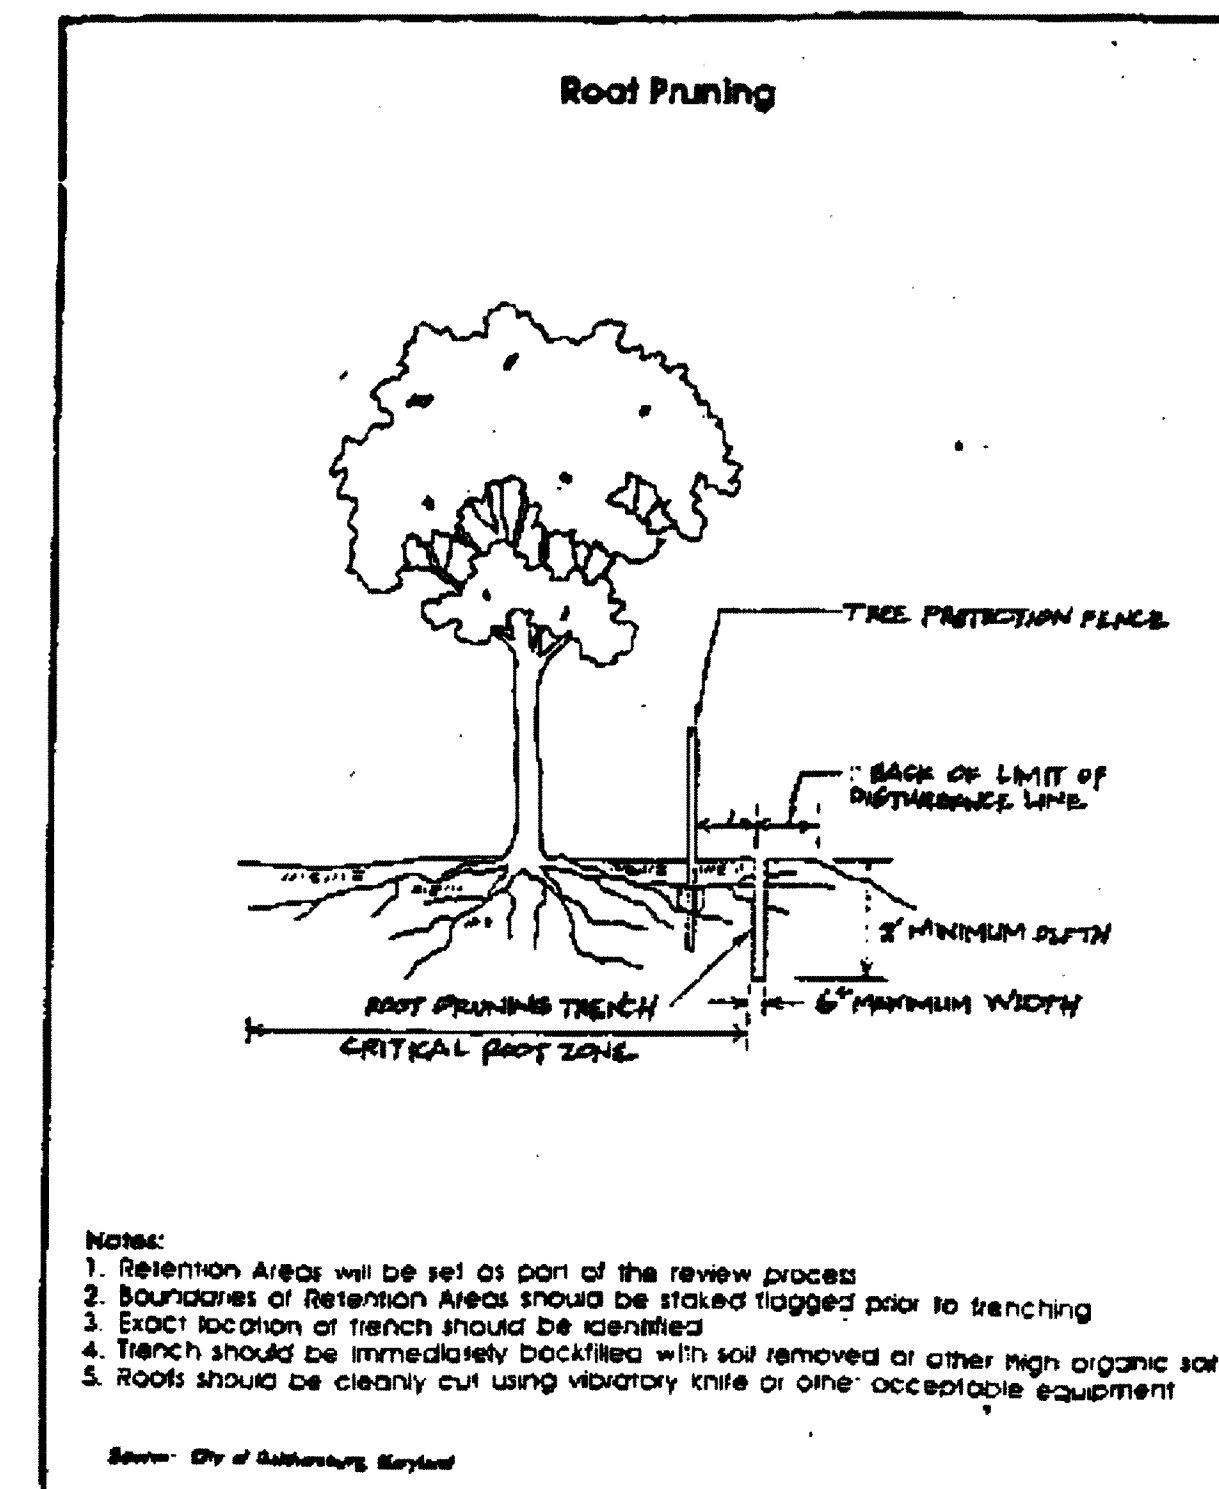 Root Pruning
TREE PROTECTION FENCE
BACK OF LIMIT OF
DISTURBANCE LINE
2' MINIMUM DEPTH
ROOT PRUNING TRENCH
6" MAXIMUM WIDTH
CRITICAL ROOT ZONE
Notes:
1. Retention Areas will be set as part of the review process
2. Boundaries of Retention Areas should be staked flagged prior to trenching
3. Exact location of trench should be identified
4. Trench should be immediately backfilled with soil removed or other high organic soil
5. Roots should be cleanly cut using vibratory knife or other acceptable equipment
Source: City of Gaithersburg, Maryland